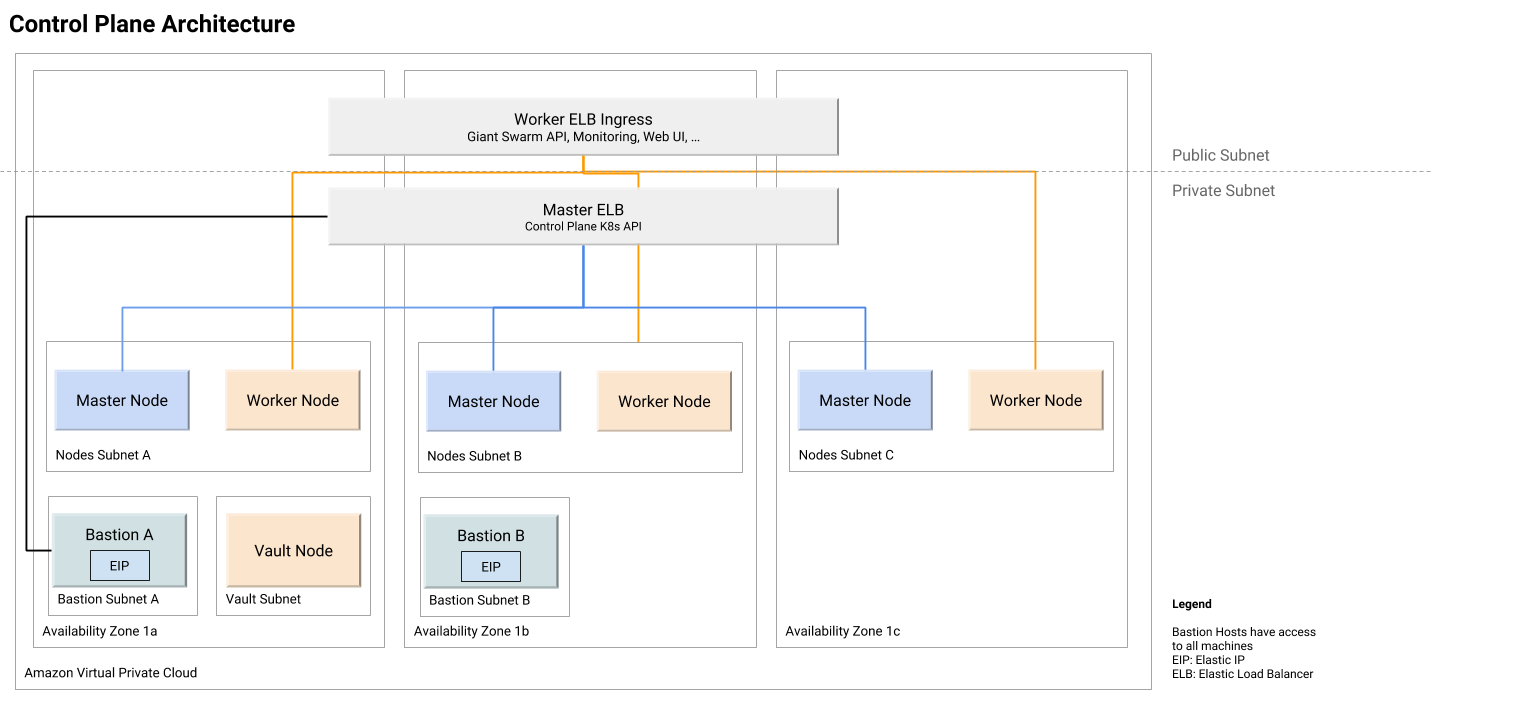 Control Plane Architecture
Worker ELB Ingress
Giant Swarm API, Monitoring, Web UI, ...
Public Subnet
Private Subnet
Master ELB
Control Plane K8s API
Master Node
Worker Node
Nodes Subnet A
Master Node
Worker Node
Nodes Subnet B
Master Node
Worker Node
Nodes Subnet C
Bastion A
EIP
Bastion Subnet A
Vault Node
Vault Subnet
Bastion B
EIP
Bastion Subnet B
Availability Zone 1a
Availability Zone 1b
Availability Zone 1c
Amazon Virtual Private Cloud
Legend
Bastion Hosts have access
to all machines
EIP: Elastic IP
ELB: Elastic Load Balancer